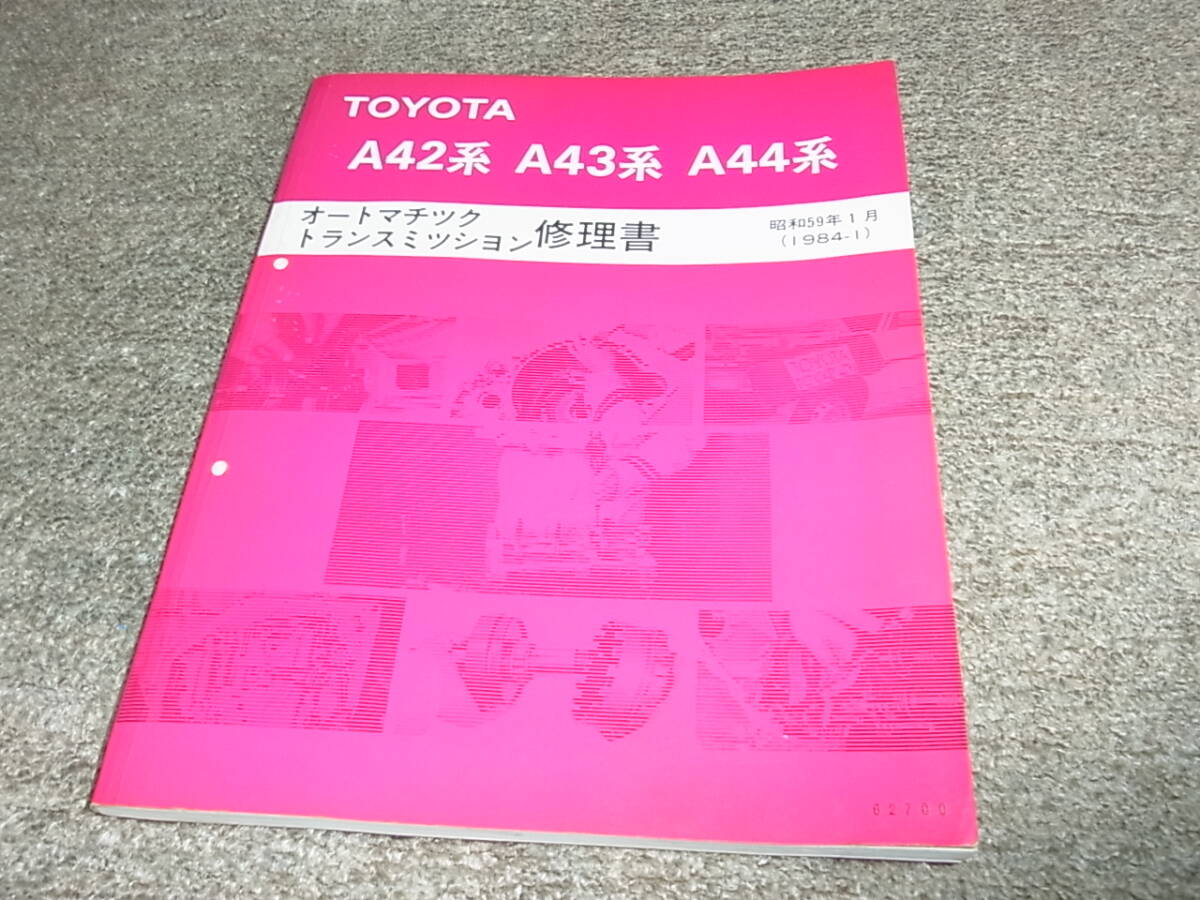 TOYOTA
A42系 A43系 A44系
オートマチック
トランスミツション 修理書
昭和59年1月
(1984-1)
62700